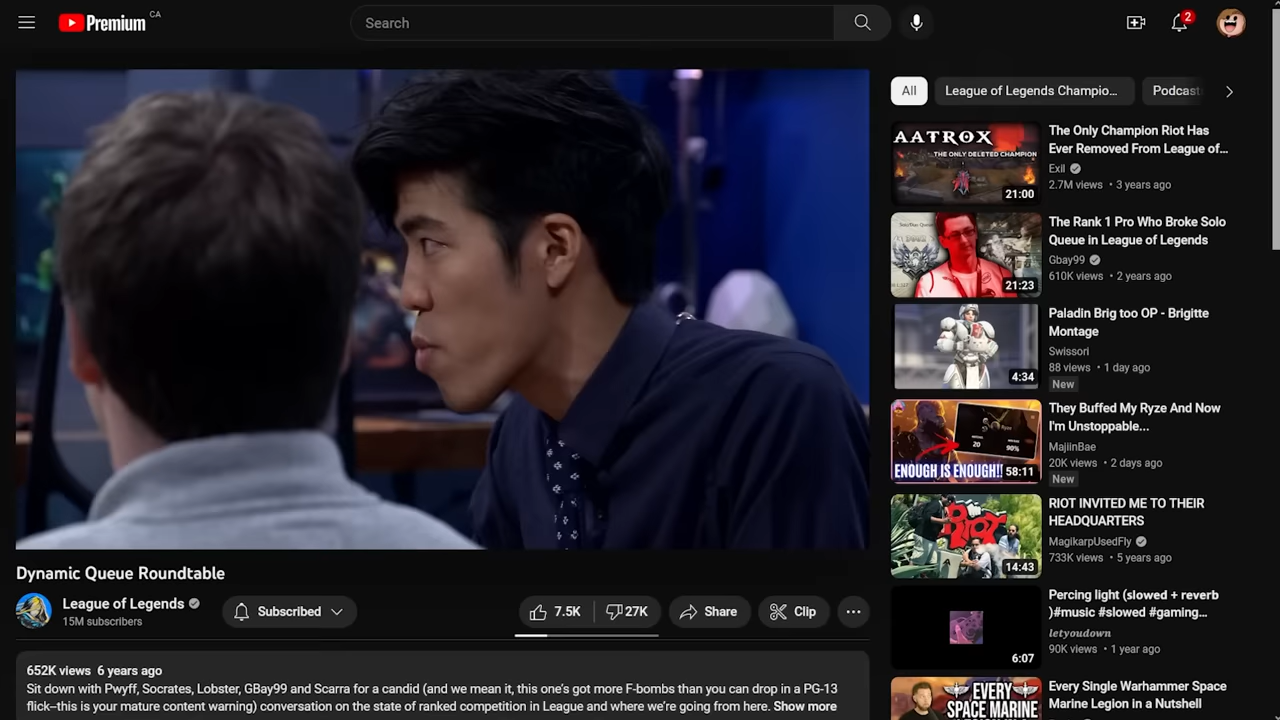 Premium CA
Search
2
All
League of Legends Champio...
Podcast
AATROX
THE ONLY DELETED CHAMPION
21:00
The Only Champion Riot Has
Ever Removed From League of...
Exil
2.7M views • 3 years ago
21:23
The Rank 1 Pro Who Broke Solo
Queue in League of Legends
Gbay99
610K views • 2 years ago
4:34
Paladin Brig too OP - Brigitte
Montage
Swissori
88 views • 1 day ago
New
Ryze
20
90%
ENOUGH IS ENOUGH!!
58:11
They Buffed My Ryze And Now
I'm Unstoppable...
MajiinBae
20K views • 2 days ago
New
RIOT
14:43
RIOT INVITED ME TO THEIR
HEADQUARTERS
MagikarpUsedFly
733K views • 5 years ago
6:07
Percing light (slowed + reverb
)#music #slowed #gaming...
letyoudown
90K views • 1 year ago
EVERY
SPACE MARINE
Every Single Warhammer Space
Marine Legion in a Nutshell
Dynamic Queue Roundtable
League of Legends
15M subscribers
Subscribed
7.5K
27K
Share
Clip
652K views 6 years ago
Sit down with Pwyff, Socrates, Lobster, GBay99 and Scarra for a candid (and we mean it, this one's got more F-bombs than you can drop in a PG-13
flick–this is your mature content warning) conversation on the state of ranked competition in League and where we're going from here. Show more